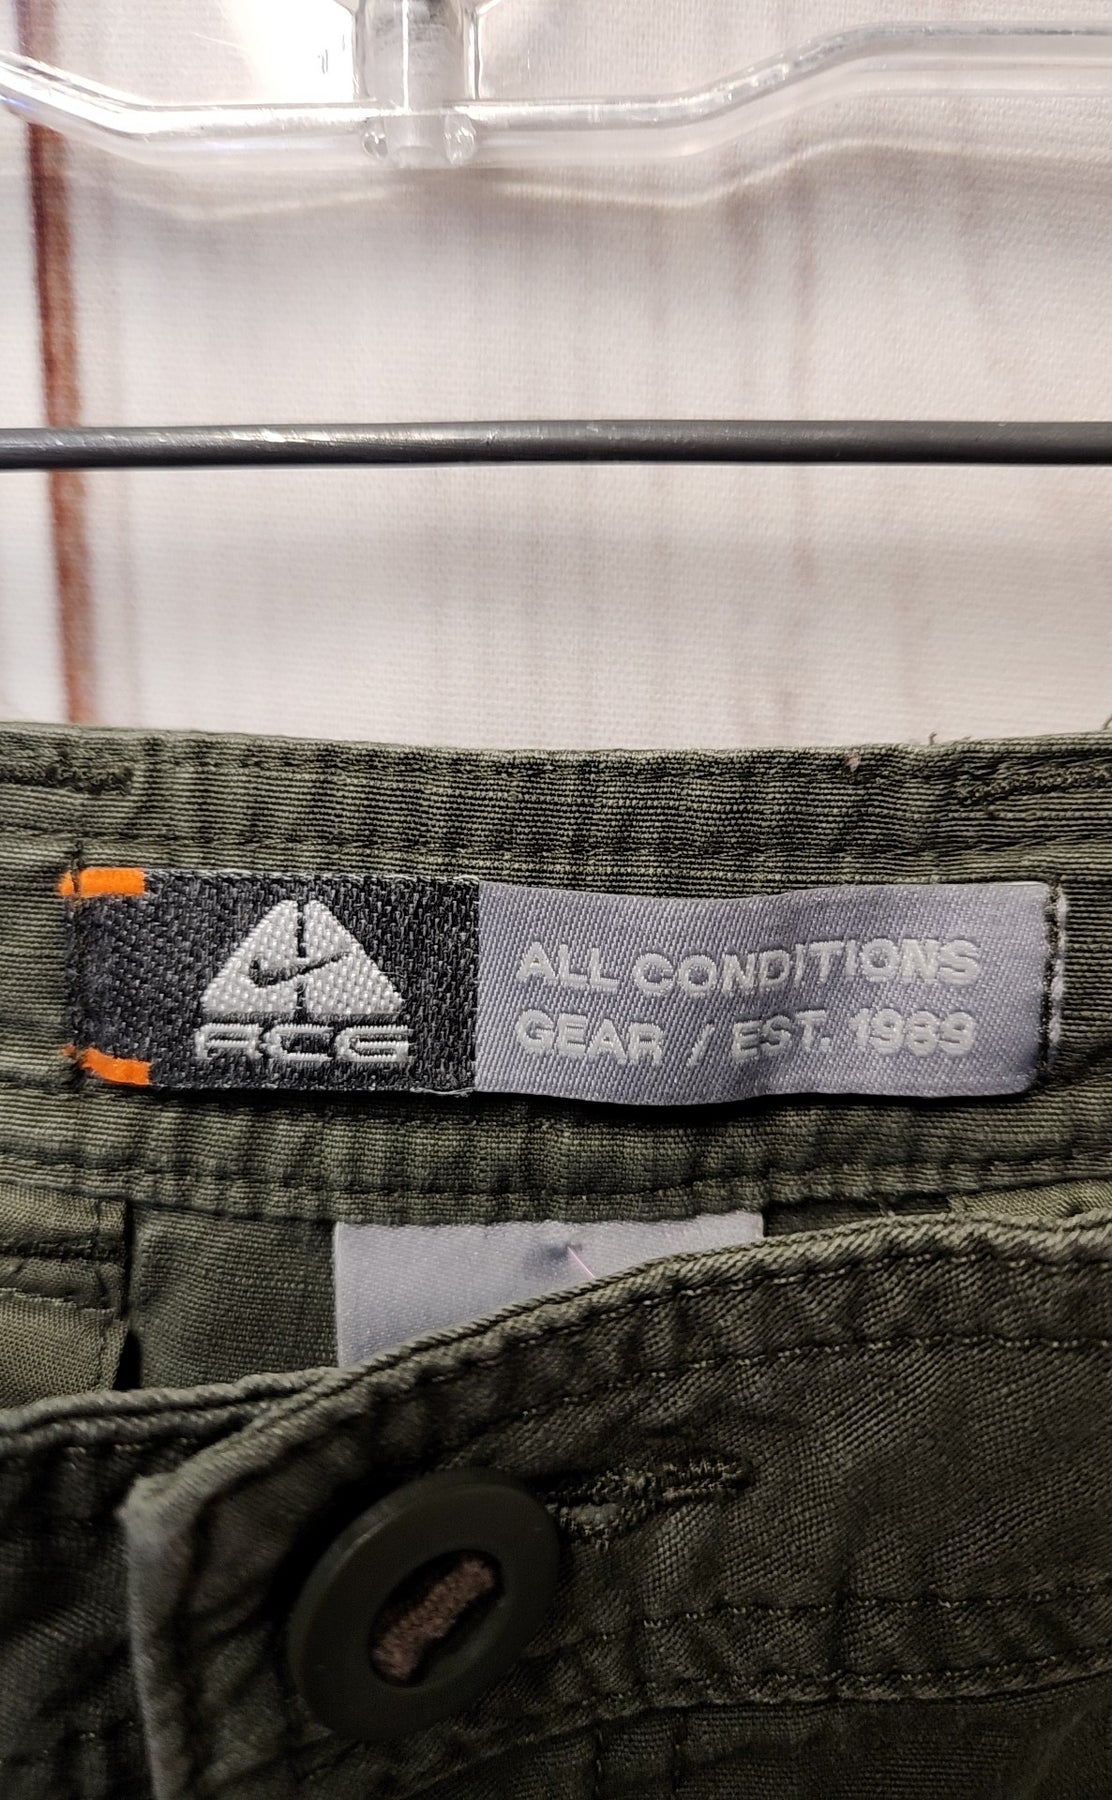 ACG
ALL CONDITIONS
GEAR / EST. 1989